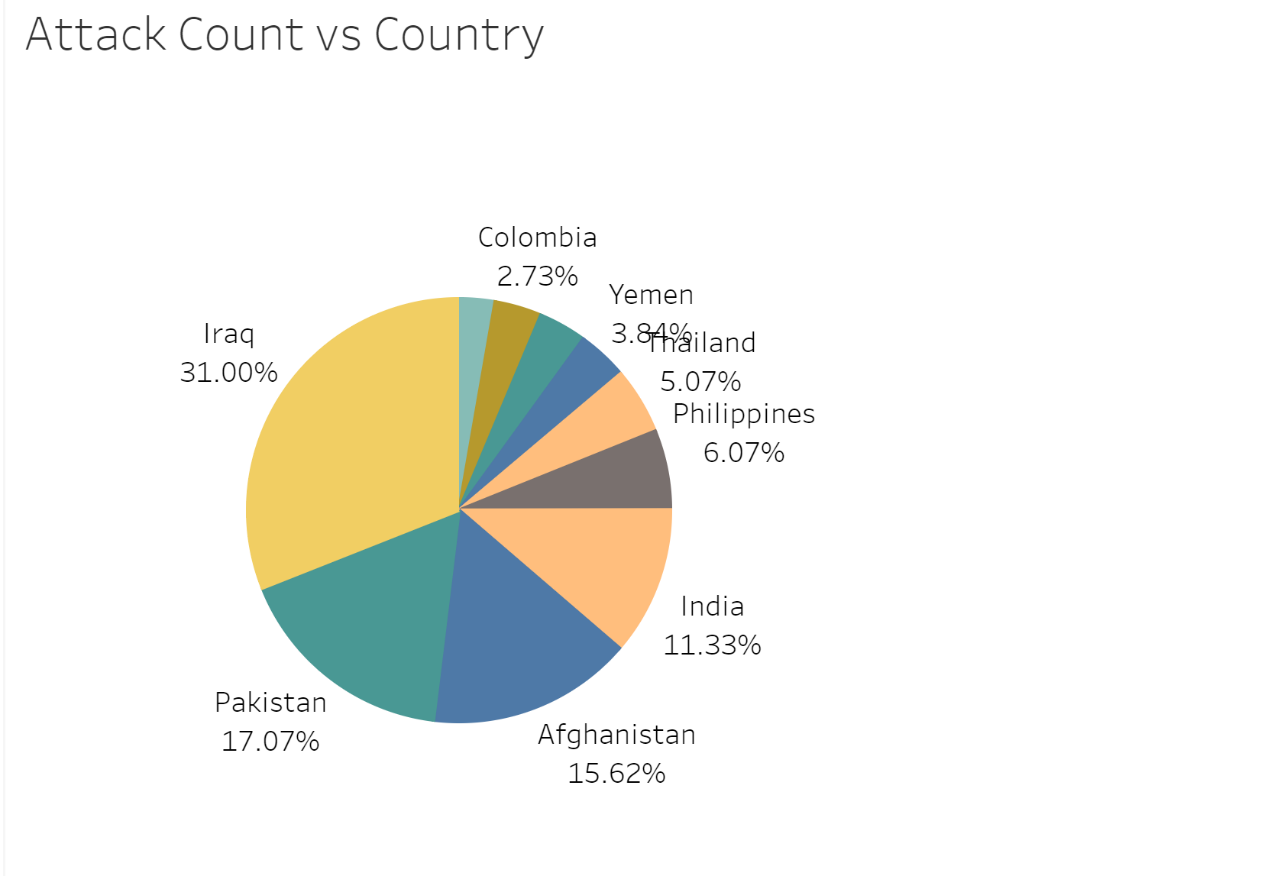 Attack Count vs Country
Colombia
2.73%
Yemen
3.84%
Thailand
5.07%
Philippines
6.07%
Iraq
31.00%
India
11.33%
Pakistan
17.07%
Afghanistan
15.62%